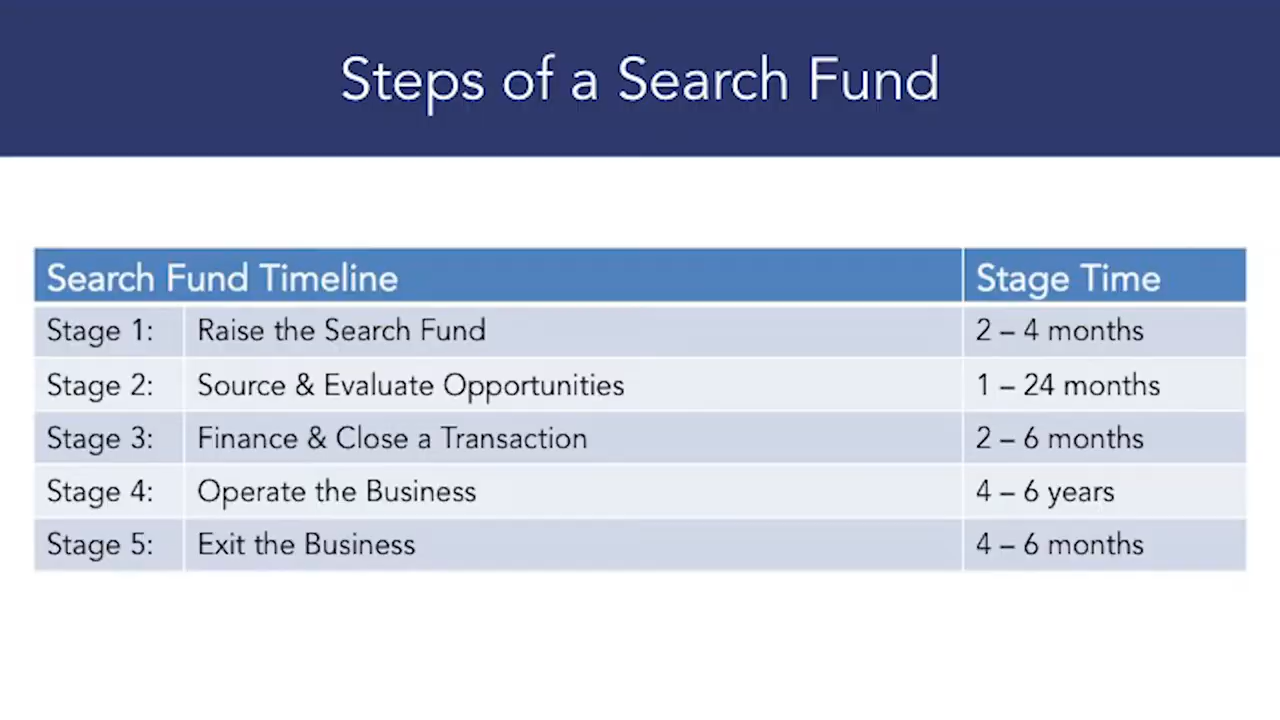 Steps of a Search Fund
Search Fund Timeline Stage Time
Stage 1: Raise the Search Fund 2 – 4 months
Stage 2: Source & Evaluate Opportunities 1 – 24 months
Stage 3: Finance & Close a Transaction 2 – 6 months
Stage 4: Operate the Business 4 – 6 years
Stage 5: Exit the Business 4 – 6 months